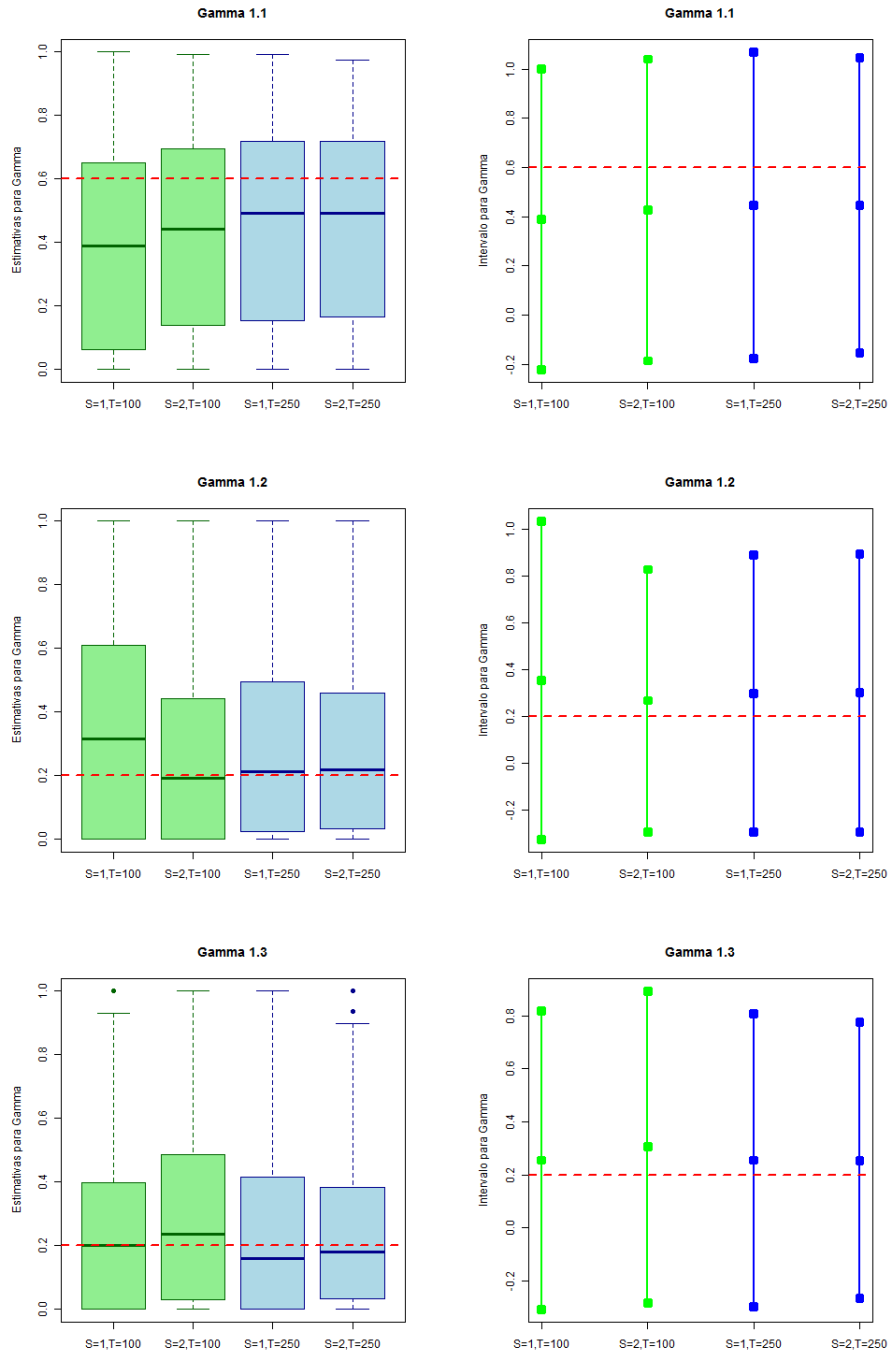 Gamma 1.1
Estimativas para Gamma
0.0 0.2 0.4 0.6 0.8 1.0
S=1,T=100 S=2,T=100 S=1,T=250 S=2,T=250
Gamma 1.1
Intervalo para Gamma
-0.2 0.0 0.2 0.4 0.6 0.8 1.0
S=1,T=100 S=2,T=100 S=1,T=250 S=2,T=250
Gamma 1.2
Estimativas para Gamma
0.0 0.2 0.4 0.6 0.8 1.0
S=1,T=100 S=2,T=100 S=1,T=250 S=2,T=250
Gamma 1.2
Intervalo para Gamma
-0.2 0.0 0.2 0.4 0.6 0.8 1.0
S=1,T=100 S=2,T=100 S=1,T=250 S=2,T=250
Gamma 1.3
Estimativas para Gamma
0.0 0.2 0.4 0.6 0.8 1.0
S=1,T=100 S=2,T=100 S=1,T=250 S=2,T=250
Gamma 1.3
Intervalo para Gamma
-0.2 0.0 0.2 0.4 0.6 0.8
S=1,T=100 S=2,T=100 S=1,T=250 S=2,T=250